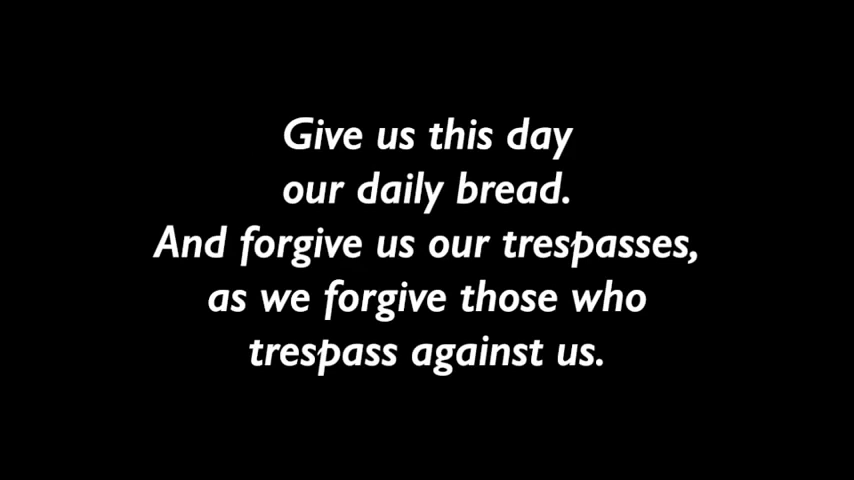 Give us this day
our daily bread.
And forgive us our trespasses,
as we forgive those who
trespass against us.